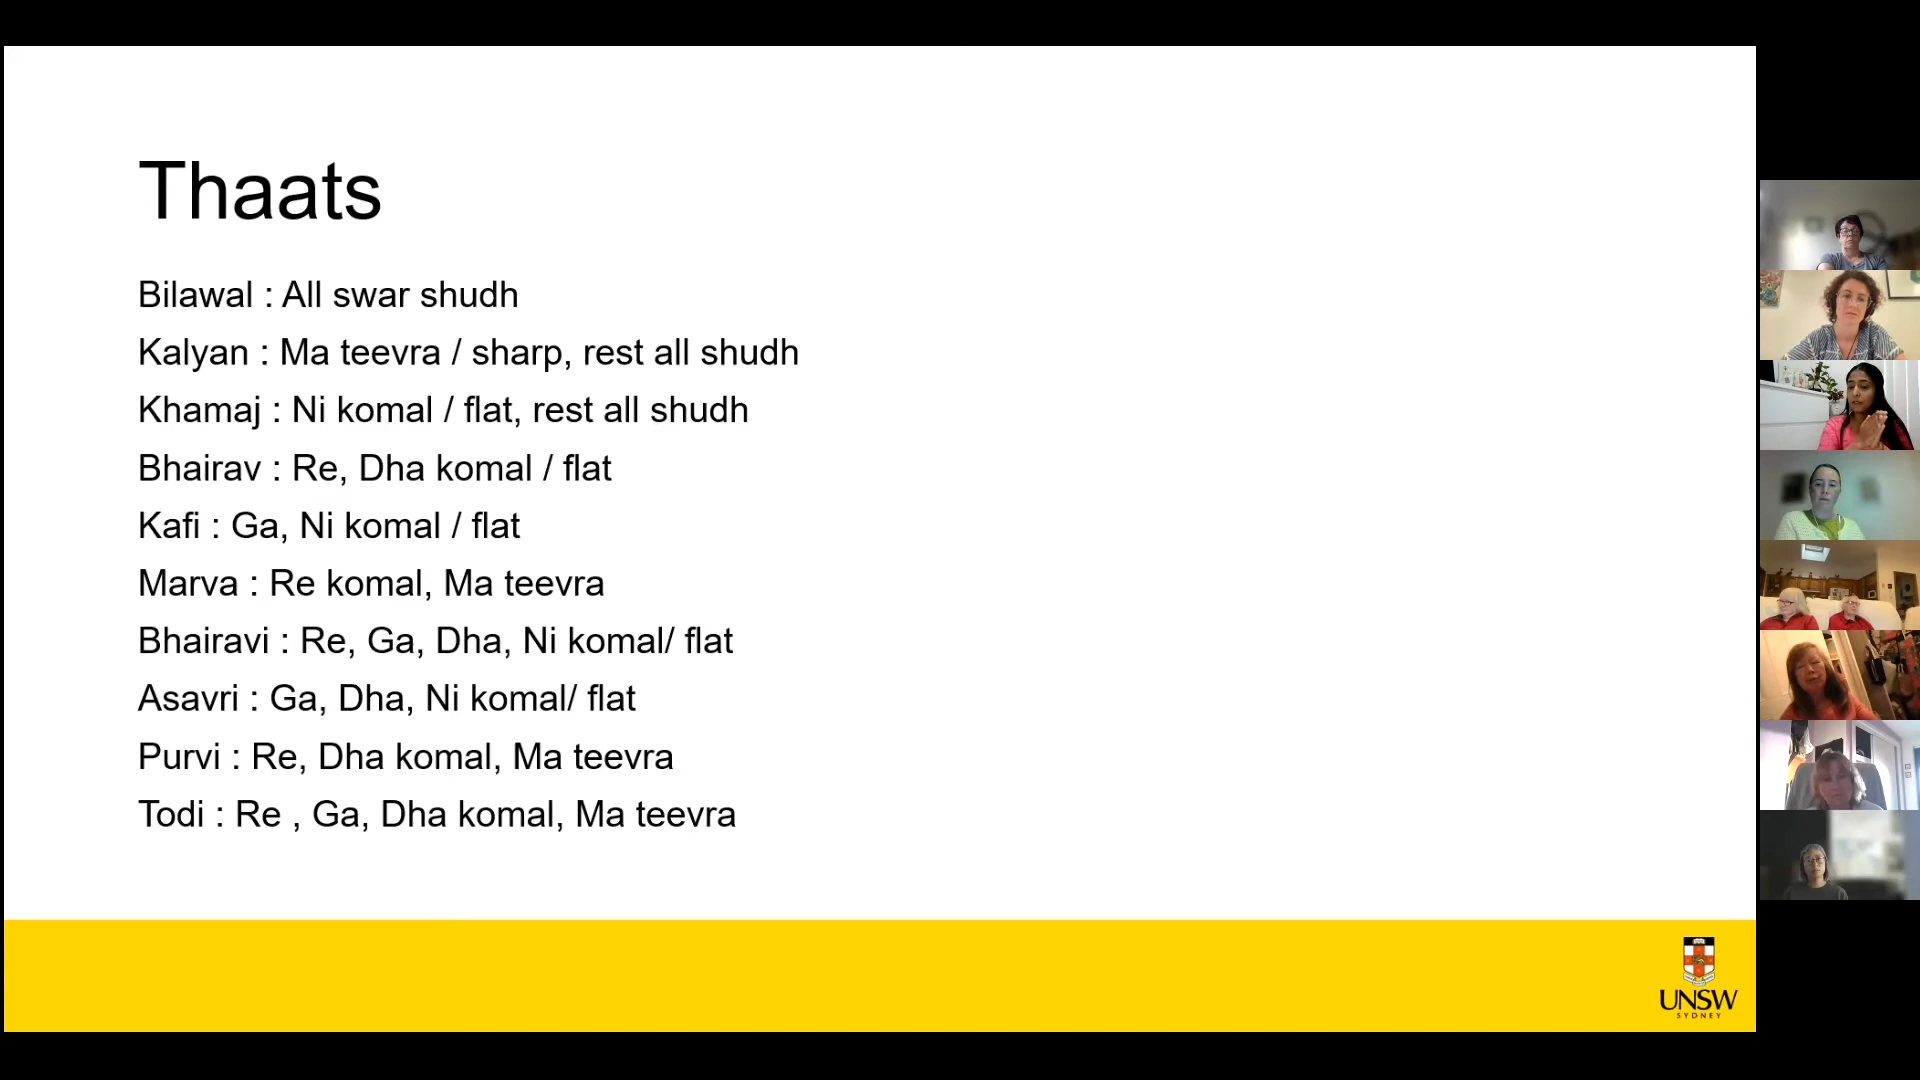 Thaats
Bilawal : All swar shudh
Kalyan : Ma teevra / sharp, rest all shudh
Khamaj : Ni komal / flat, rest all shudh
Bhairav : Re, Dha komal / flat
Kafi : Ga, Ni komal / flat
Marva : Re komal, Ma teevra
Bhairavi : Re, Ga, Dha, Ni komal/ flat
Asavri : Ga, Dha, Ni komal/ flat
Purvi : Re, Dha komal, Ma teevra
Todi : Re , Ga, Dha komal, Ma teevra
UNSW
SYDNEY